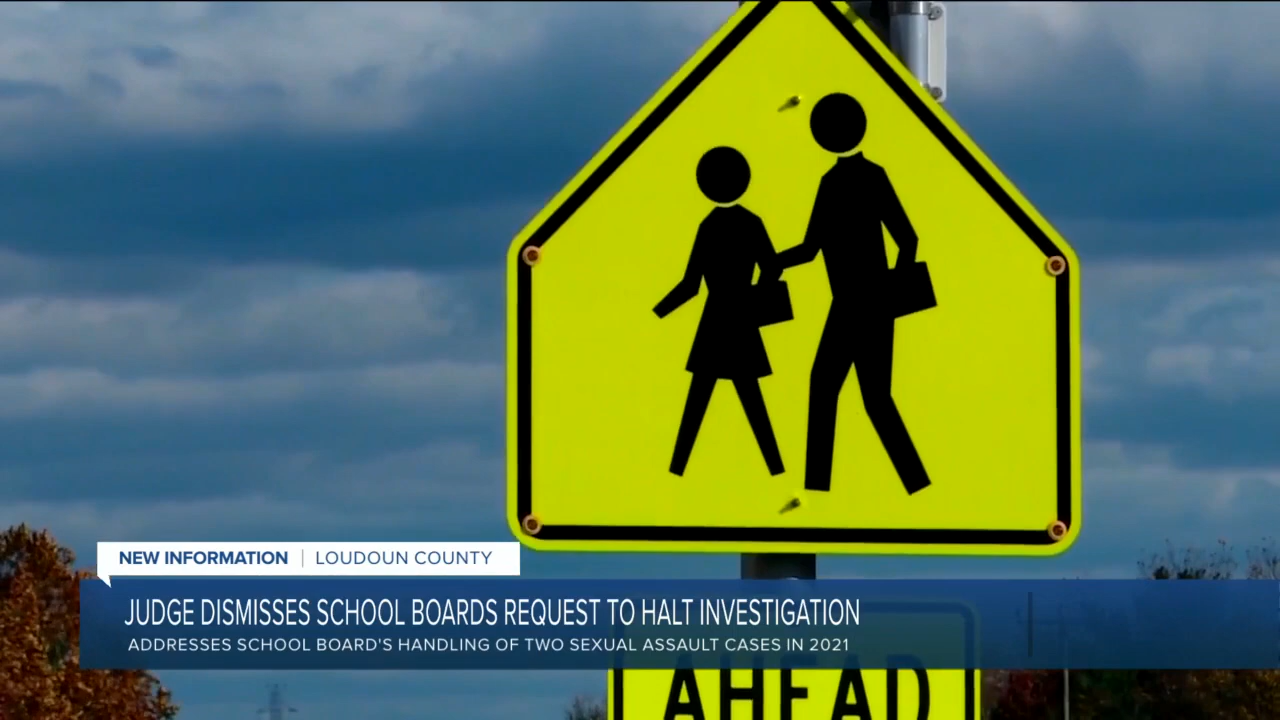 NEW INFORMATION | LOUDOUN COUNTY
JUDGE DISMISSES SCHOOL BOARDS REQUEST TO HALT INVESTIGATION
ADDRESSES SCHOOL BOARD'S HANDLING OF TWO SEXUAL ASSAULT CASES IN 2021
AHEAD